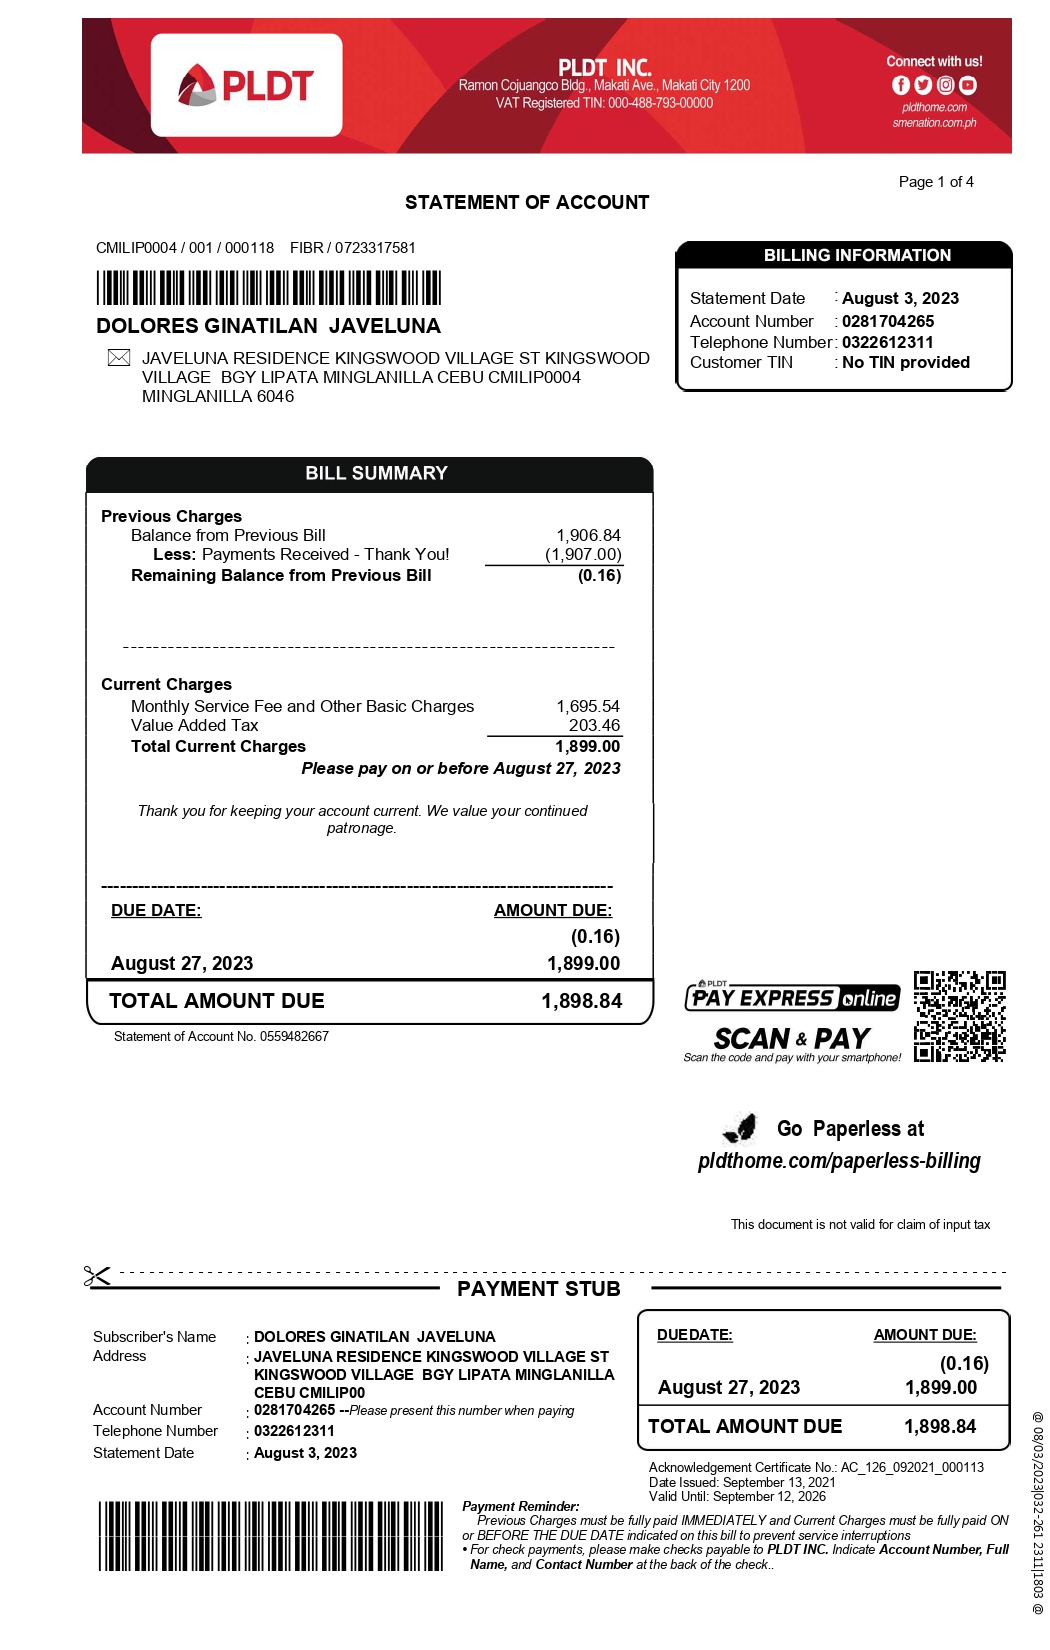 PLDT
PLDT INC.
Ramon Cojuangco Bldg., Makati Ave., Makati City 1200
VAT Registered TIN: 000-488-793-00000
Connect with us!
pldthome.com
smenation.com.ph
Page 1 of 4
STATEMENT OF ACCOUNT
CMILIP0004 / 001 / 000118 FIBR / 0723317581
DOLORES GINATILAN JAVELUNA
JAVELUNA RESIDENCE KINGSWOOD VILLAGE ST KINGSWOOD
VILLAGE BGY LIPATA MINGLANILLA CEBU CMILIP0004
MINGLANILLA 6046
BILLING INFORMATION
Statement Date : August 3, 2023
Account Number : 0281704265
Telephone Number : 0322612311
Customer TIN : No TIN provided
BILL SUMMARY
Previous Charges
Balance from Previous Bill 1,906.84
Less: Payments Received - Thank You! (1,907.00)
Remaining Balance from Previous Bill (0.16)
Current Charges
Monthly Service Fee and Other Basic Charges 1,695.54
Value Added Tax 203.46
Total Current Charges 1,899.00
Please pay on or before August 27, 2023
Thank you for keeping your account current. We value your continued
patronage.
DUE DATE: AMOUNT DUE:
(0.16)
August 27, 2023 1,899.00
TOTAL AMOUNT DUE 1,898.84
Statement of Account No. 0559482667
PLDT
PAY EXPRESS online
SCAN & PAY
Scan the code and pay with your smartphone!
Go Paperless at
pldthome.com/paperless-billing
This document is not valid for claim of input tax
PAYMENT STUB
Subscriber's Name : DOLORES GINATILAN JAVELUNA
Address : JAVELUNA RESIDENCE KINGSWOOD VILLAGE ST
KINGSWOOD VILLAGE BGY LIPATA MINGLANILLA
CEBU CMILIP00
Account Number : 0281704265 --Please present this number when paying
Telephone Number : 0322612311
Statement Date : August 3, 2023
DUE DATE: AMOUNT DUE:
(0.16)
August 27, 2023 1,899.00
TOTAL AMOUNT DUE 1,898.84
Acknowledgement Certificate No.: AC_126_092021_000113
Date Issued: September 13, 2021
Valid Until: September 12, 2026
Payment Reminder:
Previous Charges must be fully paid IMMEDIATELY and Current Charges must be fully paid ON
or BEFORE THE DUE DATE indicated on this bill to prevent service interruptions
• For check payments, please make checks payable to PLDT INC. Indicate Account Number, Full
Name, and Contact Number at the back of the check..
@ 08/03/2023|032-261 2311|1803 @